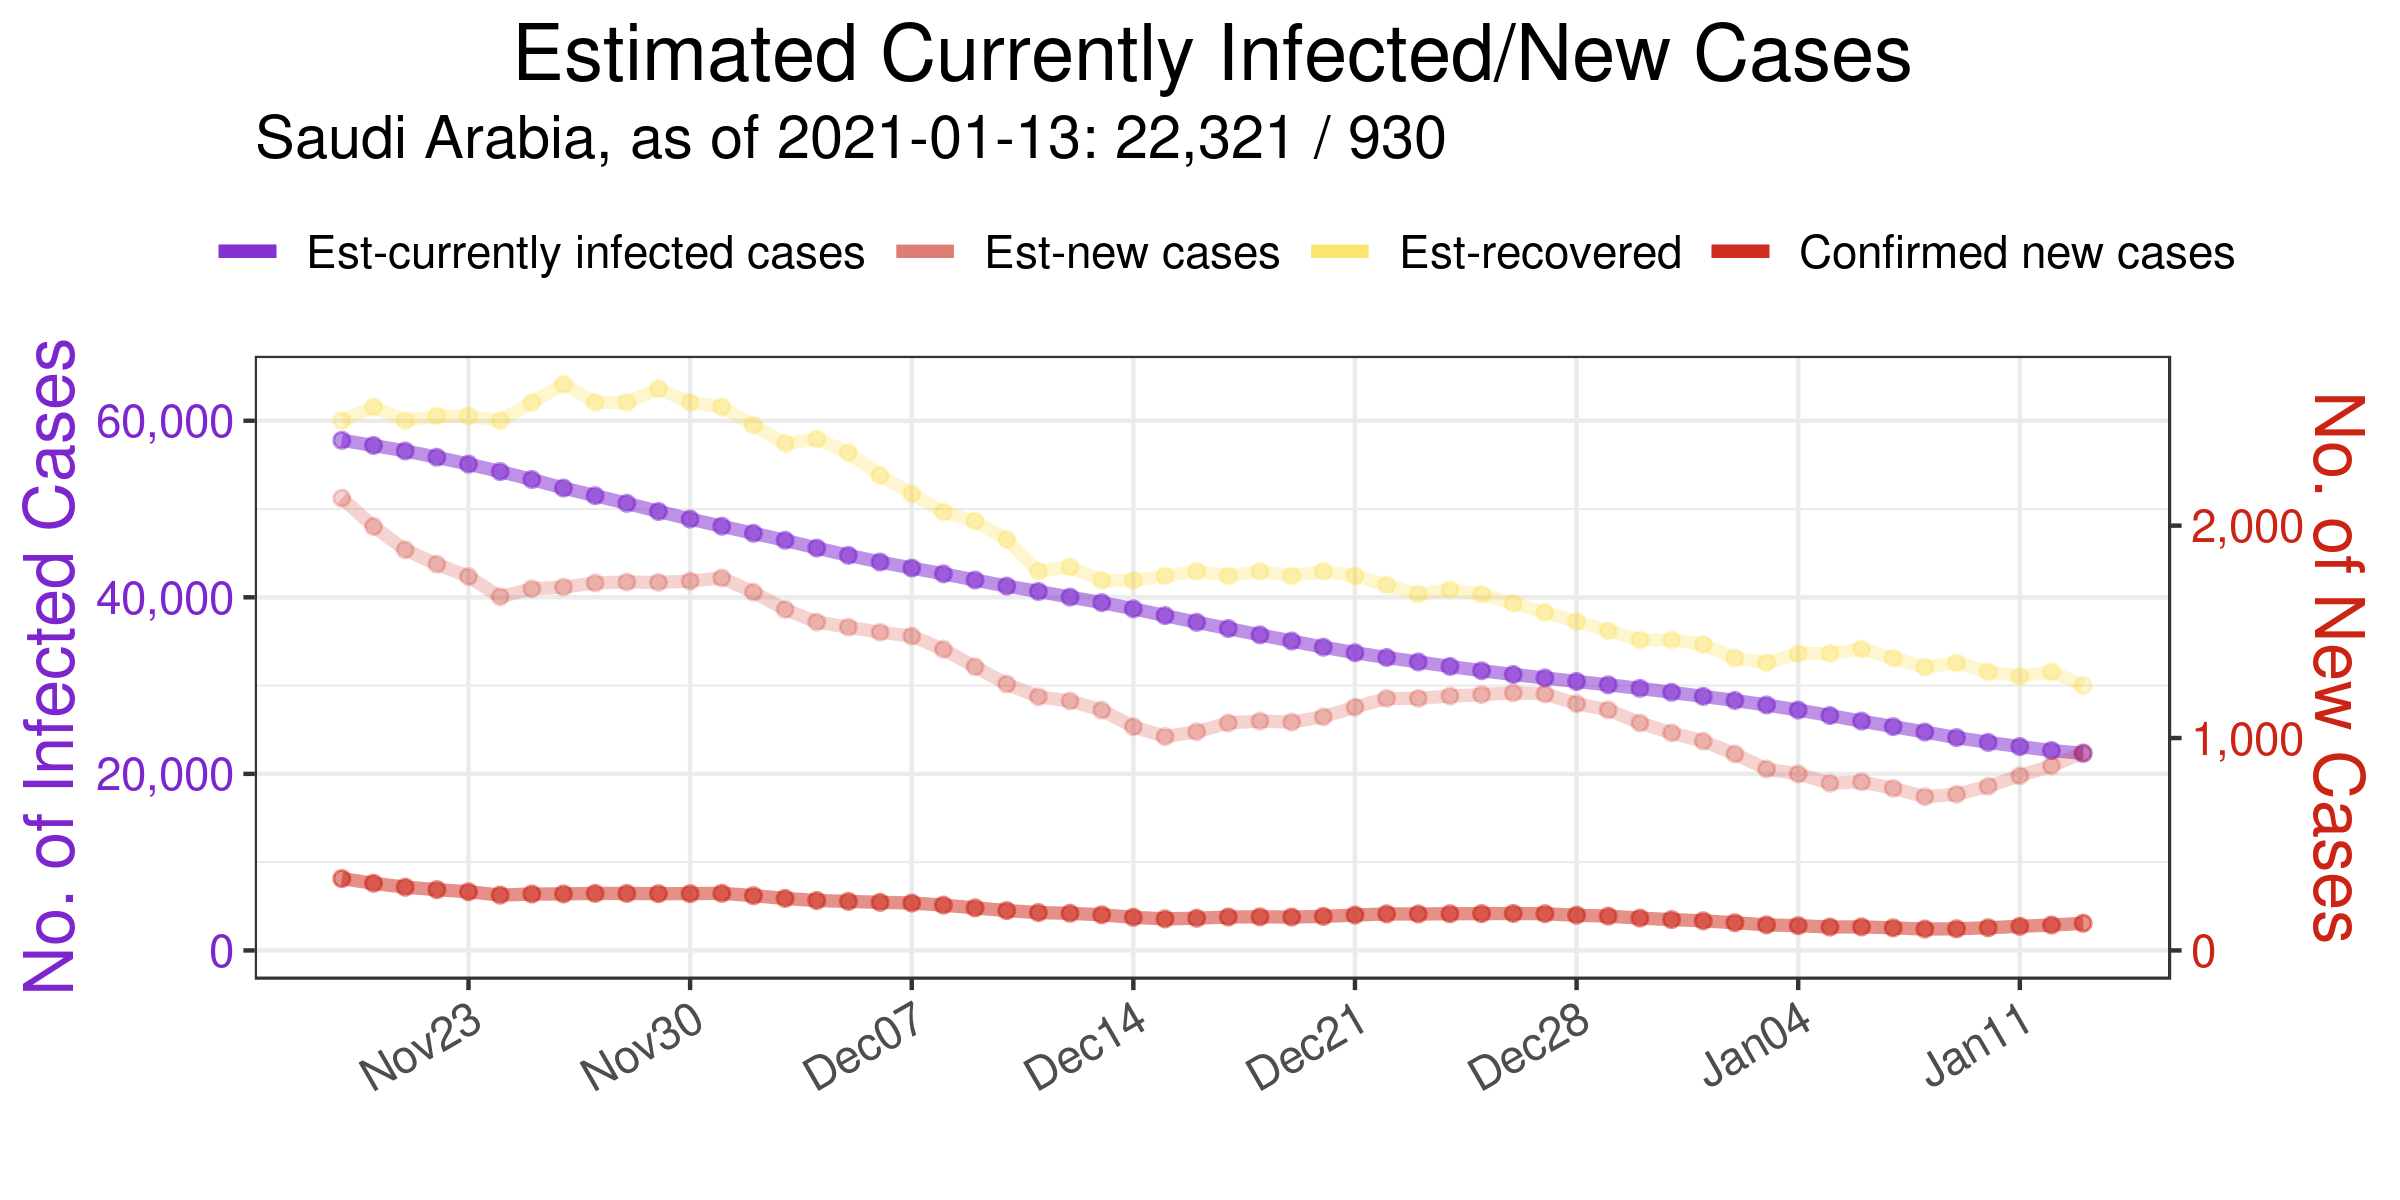 Estimated Currently Infected/New Cases
Saudi Arabia, as of 2021-01-13: 22,321 / 930
Est-currently infected cases Est-new cases Est-recovered Confirmed new cases
No. of Infected Cases
60,000
40,000
20,000
0
2,000
1,000
0
No. of New Cases
Nov23 Nov30 Dec07 Dec14 Dec21 Dec28 Jan04 Jan11